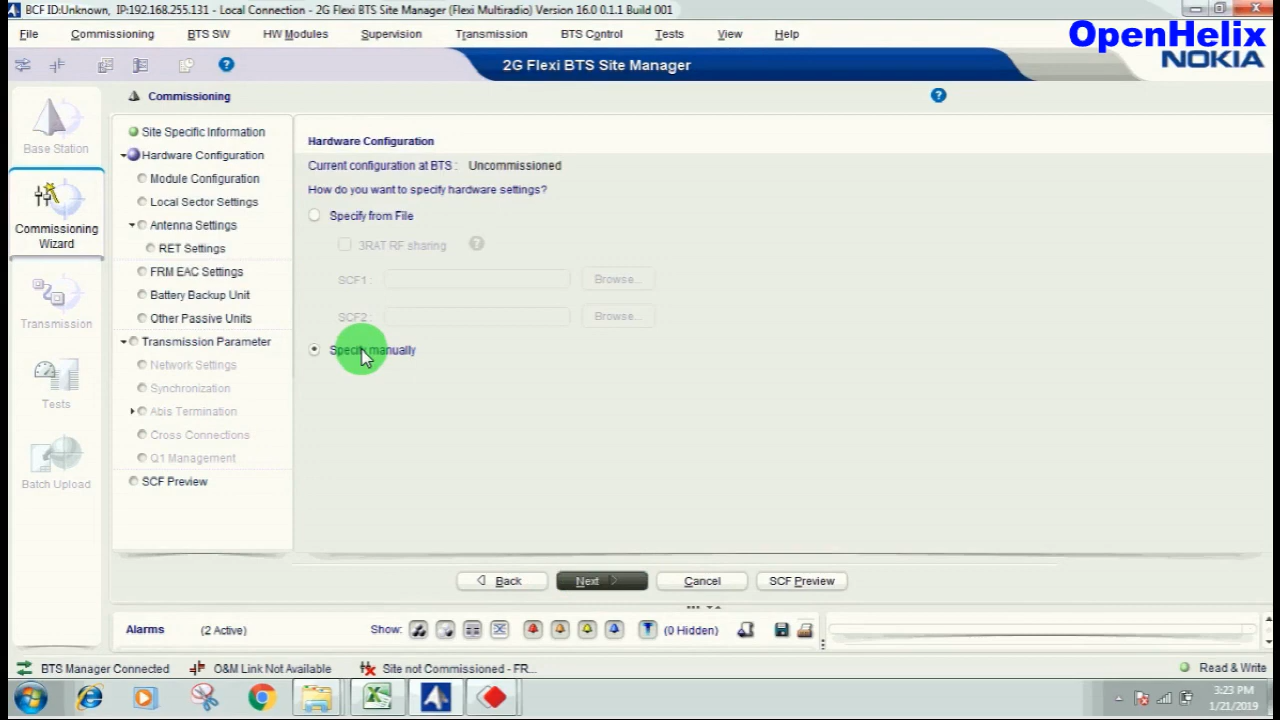 BCF ID:Unknown, IP:192.168.255.131 - Local Connection - 2G Flexi BTS Site Manager (Flexi Multiradio) Version 16.0 0.1.1 Build 001
File Commissioning BTS SW HW Modules Supervision Transmission BTS Control Tests View Help
OpenHelix
NOKIA
2G Flexi BTS Site Manager
Commissioning
Base Station
Commissioning
Wizard
Transmission
Tests
Batch Upload
Site Specific Information
Hardware Configuration
Module Configuration
Local Sector Settings
Antenna Settings
RET Settings
FRM EAC Settings
Battery Backup Unit
Other Passive Units
Transmission Parameter
Network Settings
Synchronization
Abis Termination
Cross Connections
Q1 Management
SCF Preview
Hardware Configuration
Current configuration at BTS : Uncommissioned
How do you want to specify hardware settings?
Specify from File
3RAT RF sharing
SCF1 : Browse...
SCF2 : Browse...
Specify manually
Back Next Cancel SCF Preview
Alarms (2 Active) Show: (0 Hidden)
BTS Manager Connected O&M Link Not Available Site not Commissioned - FR... Read & Write
3:23 PM
1/21/2019